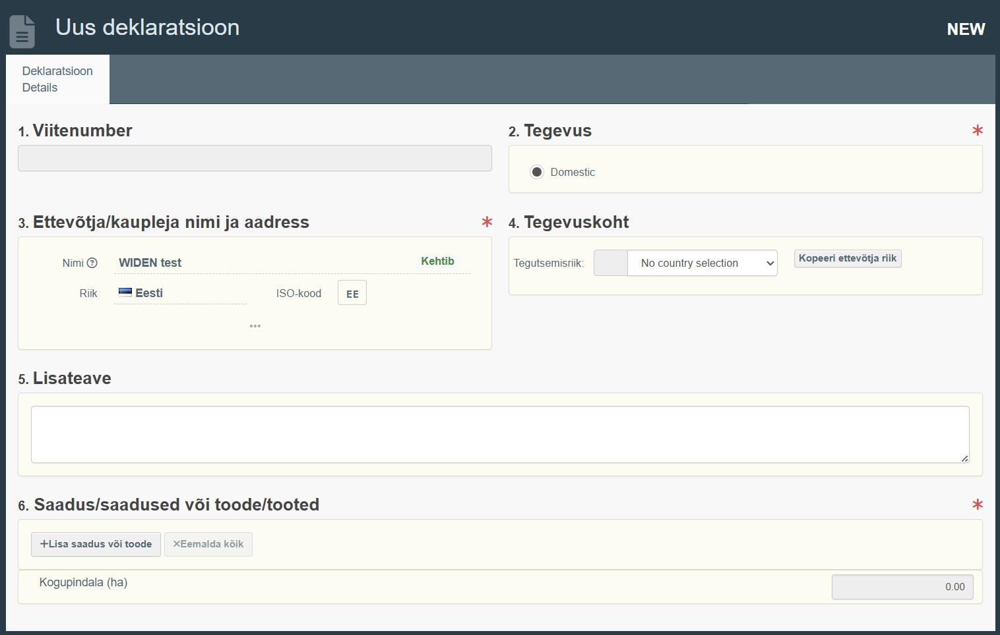 Uus deklaratsioon
NEW
Deklaratsioon
Details
1. Viitenumber
2. Tegevus *
Domestic
3. Ettevõtja/kaupleja nimi ja aadress *
Nimi ? WIDEN test Kehtib
Riik Eesti ISO-kood EE
•••
4. Tegevuskoht
Tegutsemisriik: No country selection Kopeeri ettevõtja riik
5. Lisateave
6. Saadus/saadused või toode/tooted *
+Lisa saadus või toode ×Eemalda kõik
Kogupindala (ha) 0.00